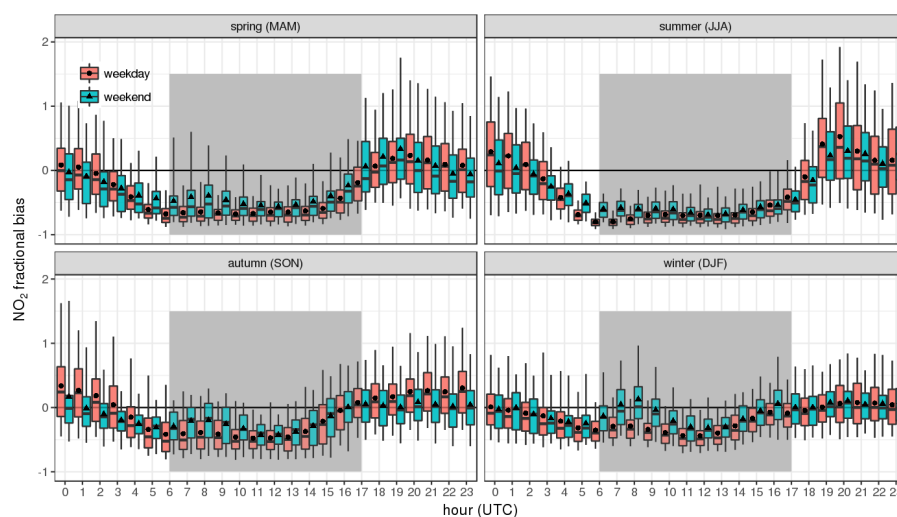 spring (MAM)
summer (JJA)
2
1
0
-1
weekday
weekend
NO2 fractional bias
autumn (SON)
winter (DJF)
2
1
0
-1
0 1 2 3 4 5 6 7 8 9 10 11 12 13 14 15 16 17 18 19 20 21 22 23
0 1 2 3 4 5 6 7 8 9 10 11 12 13 14 15 16 17 18 19 20 21 22 2
hour (UTC)